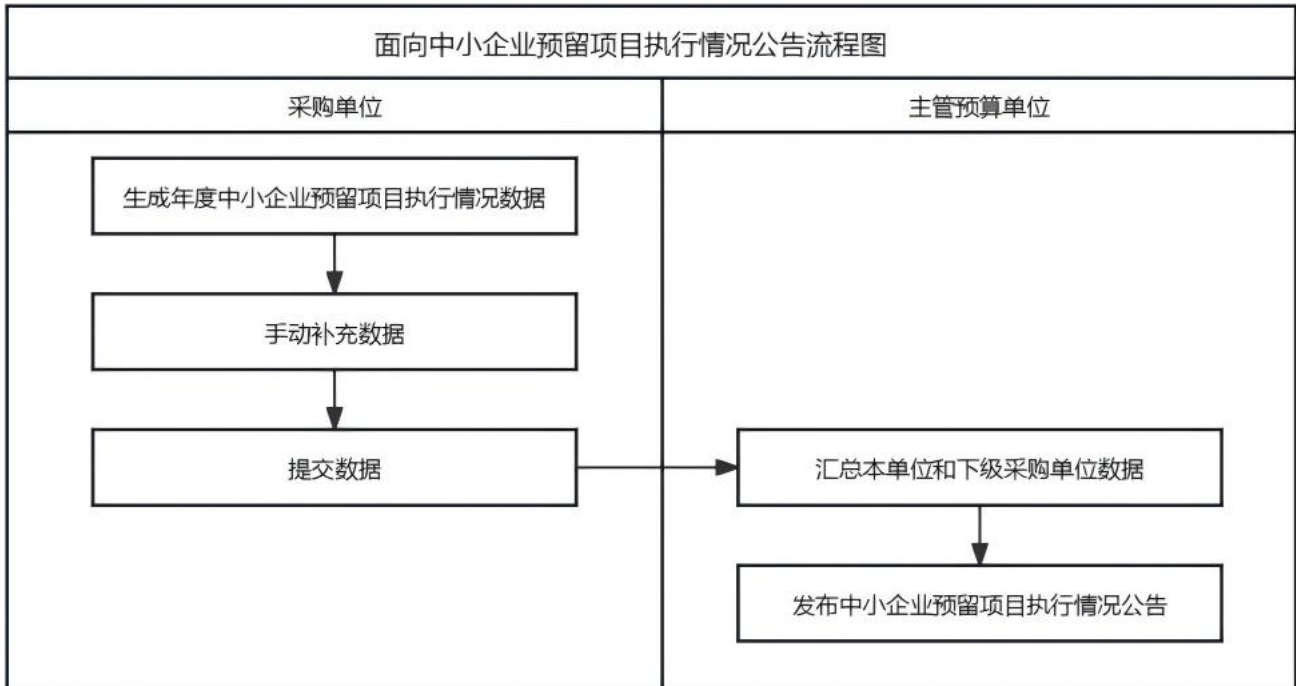 面向中小企业预留项目执行情况公告流程图
采购单位
主管预算单位
生成年度中小企业预留项目执行情况数据
手动补充数据
提交数据
汇总本单位和下级采购单位数据
发布中小企业预留项目执行情况公告